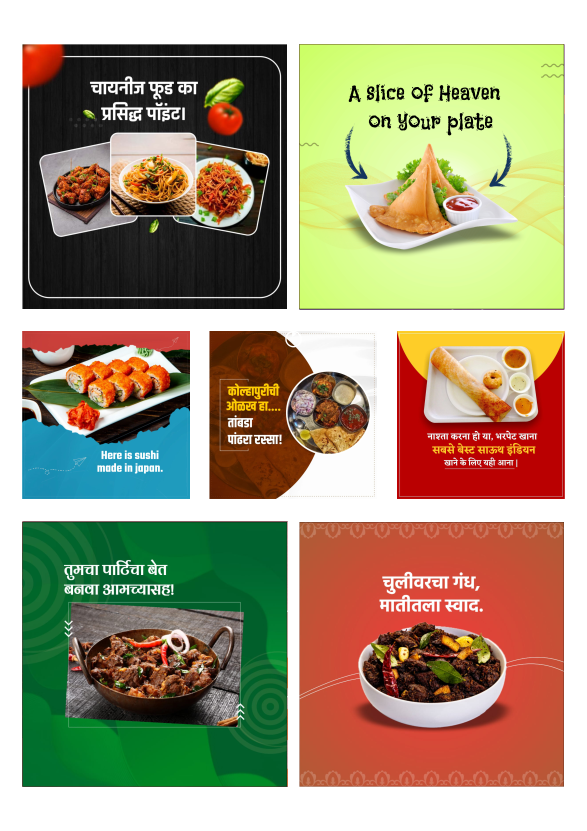 चायनीज फूड का
प्रसिद्ध पॉइंट।
A slice of Heaven
on your plate
Here is sushi
made in japan.
कोल्हापुरीची
ओळख हा....
तांबडा
पांढरा रस्सा!
नाश्ता करना हो या, भरपेट खाना
सबसे बेस्ट साऊथ इंडियन
खाने के लिए यही आना |
तुमचा पार्टिचा बेत
बनवा आमच्यासह!
चुलीवरचा गंध,
मातीतला स्वाद.